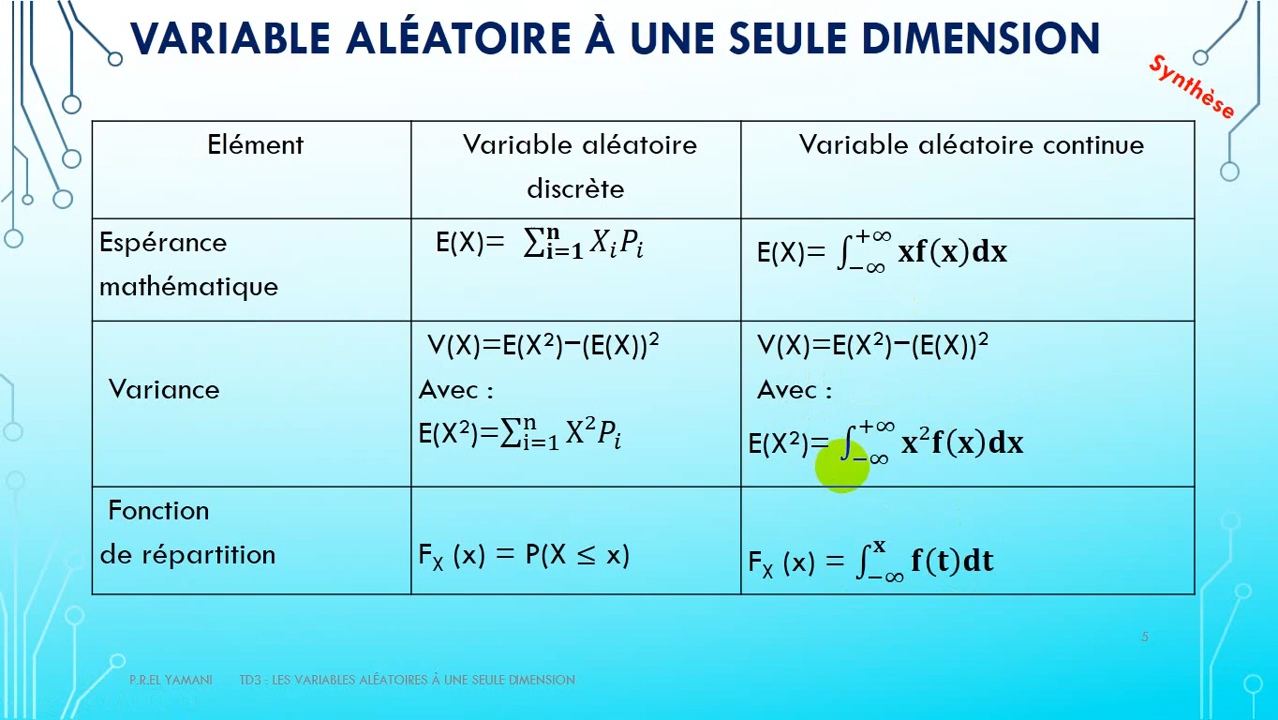 VARIABLE ALÉATOIRE À UNE SEULE DIMENSION
Synthèse
Elément
Variable aléatoire
discrète
Variable aléatoire continue
Espérance
mathématique
E(X)= ∑ⁿᵢ₌₁ XᵢPᵢ
E(X)= ∫₋∞⁺∞ xf(x)dx
Variance
V(X)=E(X²)−(E(X))²
Avec :
E(X²)=∑ⁿᵢ₌₁ X²Pᵢ
V(X)=E(X²)−(E(X))²
Avec :
E(X²)= ∫₋∞⁺∞ x²f(x)dx
Fonction
de répartition
F_X (x) = P(X ≤ x)
F_X (x) = ∫₋∞ˣ f(t)dt
5
P.R.EL YAMANI TD3 : LES VARIABLES ALÉATOIRES À UNE SEULE DIMENSION